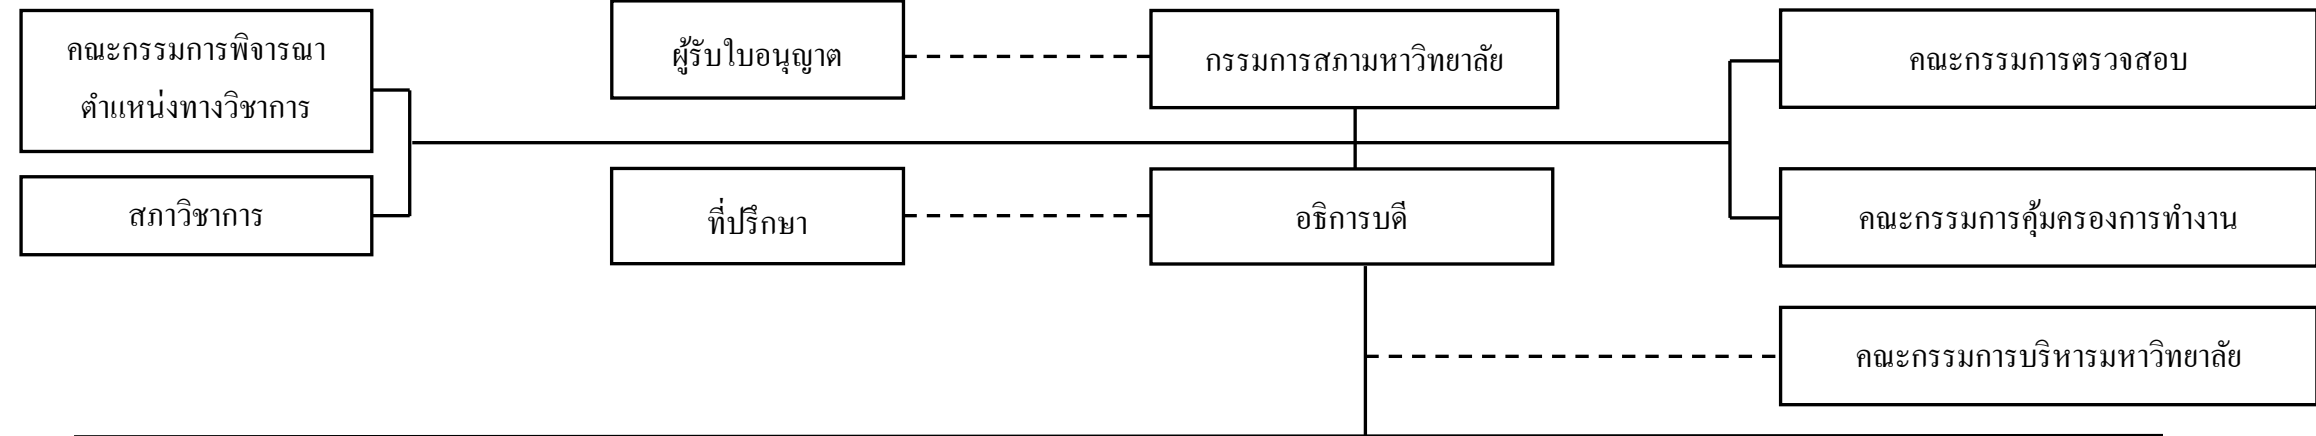 คณะกรรมการพิจารณา
ตำแหน่งทางวิชาการ
ผู้รับใบอนุญาต
กรรมการสภามหาวิทยาลัย
คณะกรรมการตรวจสอบ
สภาวิชาการ
ที่ปรึกษา
อธิการบดี
คณะกรรมการคุ้มครองการทำงาน
คณะกรรมการบริหารมหาวิทยาลัย